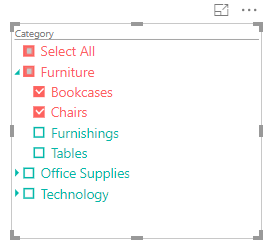 Category
Select All
Furniture
Bookcases
Chairs
Furnishings
Tables
Office Supplies
Technology